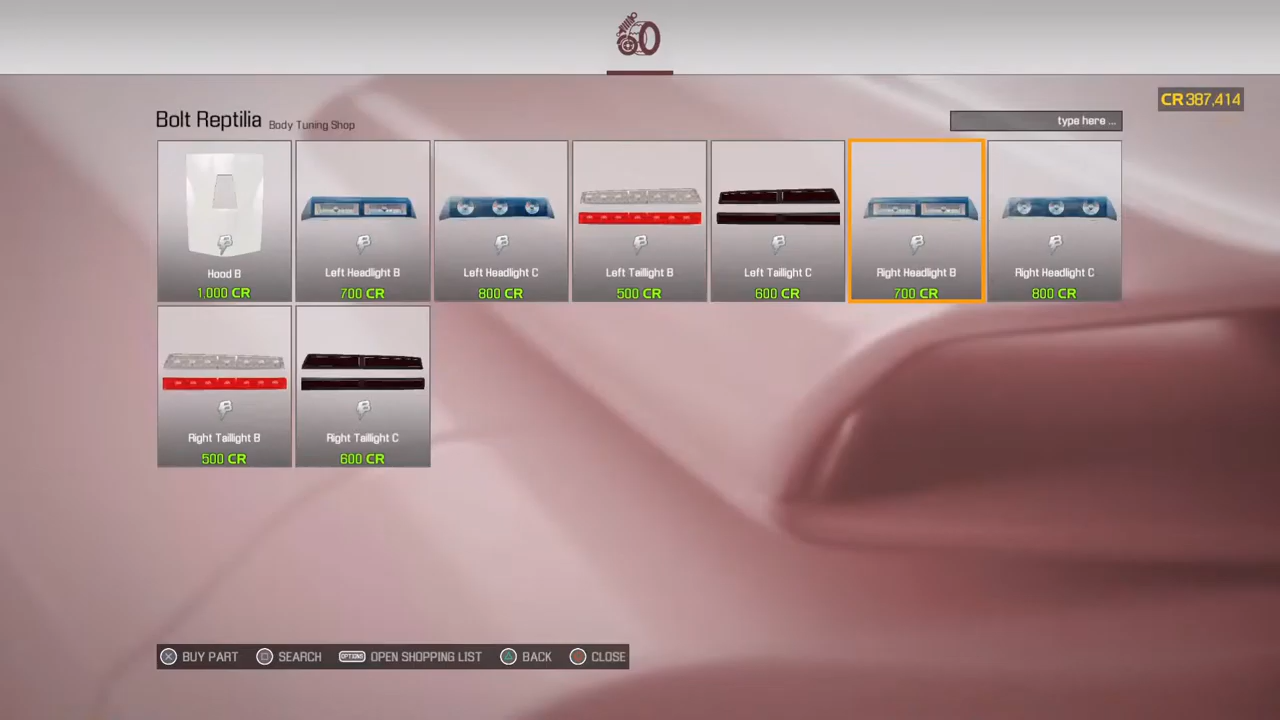 CR 387,414
Bolt Reptilia Body Tuning Shop
type here ...
Hood B
1,000 CR
Left Headlight B
700 CR
Left Headlight C
800 CR
Left Taillight B
500 CR
Left Taillight C
600 CR
Right Headlight B
700 CR
Right Headlight C
800 CR
Right Taillight B
500 CR
Right Taillight C
600 CR
BUY PART SEARCH OPTIONS OPEN SHOPPING LIST BACK CLOSE